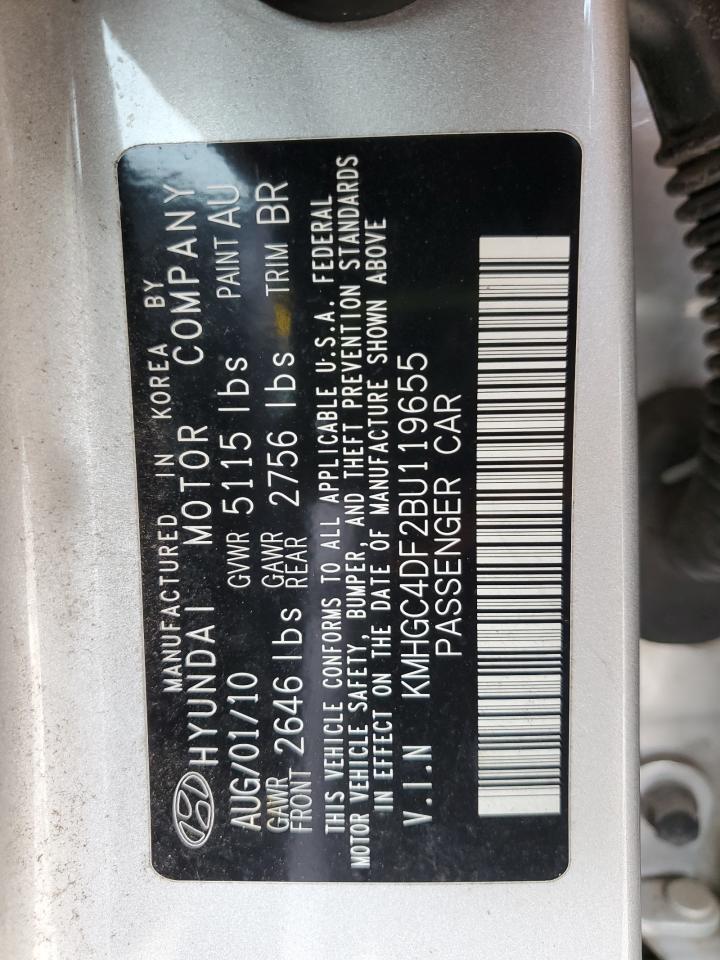 MANUFACTURED IN KOREA BY
HYUNDAI MOTOR COMPANY
AUG/01/10 GVWR 5115 lbs PAINT AU
GAWR FRONT 2646 lbs GAWR REAR 2756 lbs TRIM BR
THIS VEHICLE CONFORMS TO ALL APPLICABLE U.S.A. FEDERAL
MOTOR VEHICLE SAFETY, BUMPER, AND THEFT PREVENTION STANDARDS
IN EFFECT ON THE DATE OF MANUFACTURE SHOWN ABOVE
V.I.N KMHGC4DF2BU119655
PASSENGER CAR